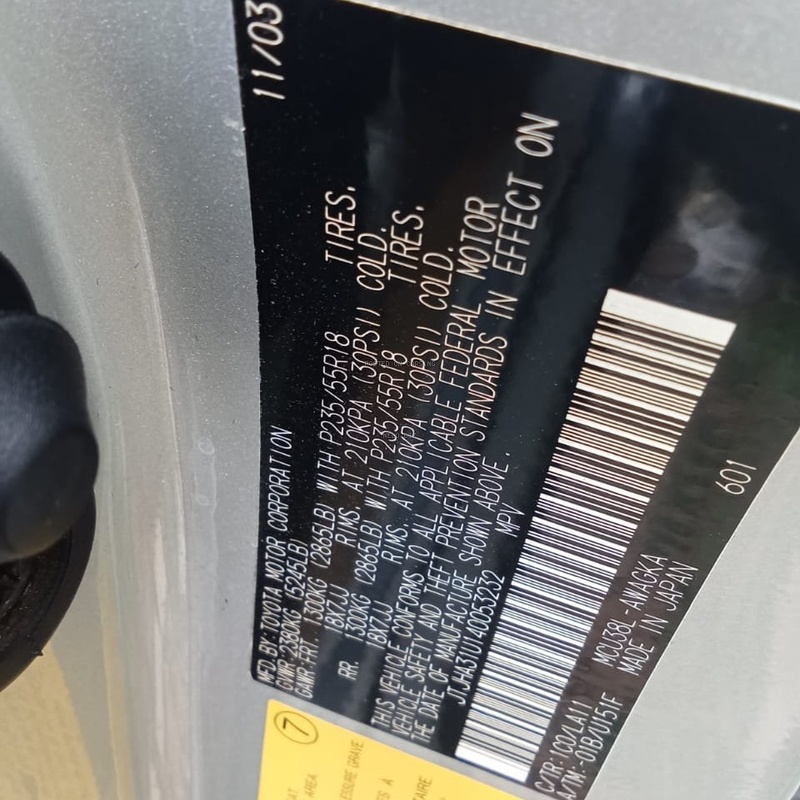 MFD. BY: TOYOTA MOTOR CORPORATION 11/03
GVWR: 2380KG (5245LB)
GAWR: FRT. 1300KG (2865LB) WITH P235/55R18 TIRES,
18X7JJ RIMS, AT 210KPA (30PSI) COLD.
RR. 1300KG (2865LB) WITH P235/55R18 TIRES,
18X7JJ RIMS, AT 210KPA (30PSI) COLD.
THIS VEHICLE CONFORMS TO ALL APPLICABLE FEDERAL MOTOR
VEHICLE SAFETY AND THEFT PREVENTION STANDARDS IN EFFECT ON
THE DATE OF MANUFACTURE SHOWN ABOVE.
JTJHA31U140053232 MPV
C/TR: 1C0/LA11 MCU38L-AWAGKA 601
A/TM: -01B/U151F MADE IN JAPAN
7
AREA